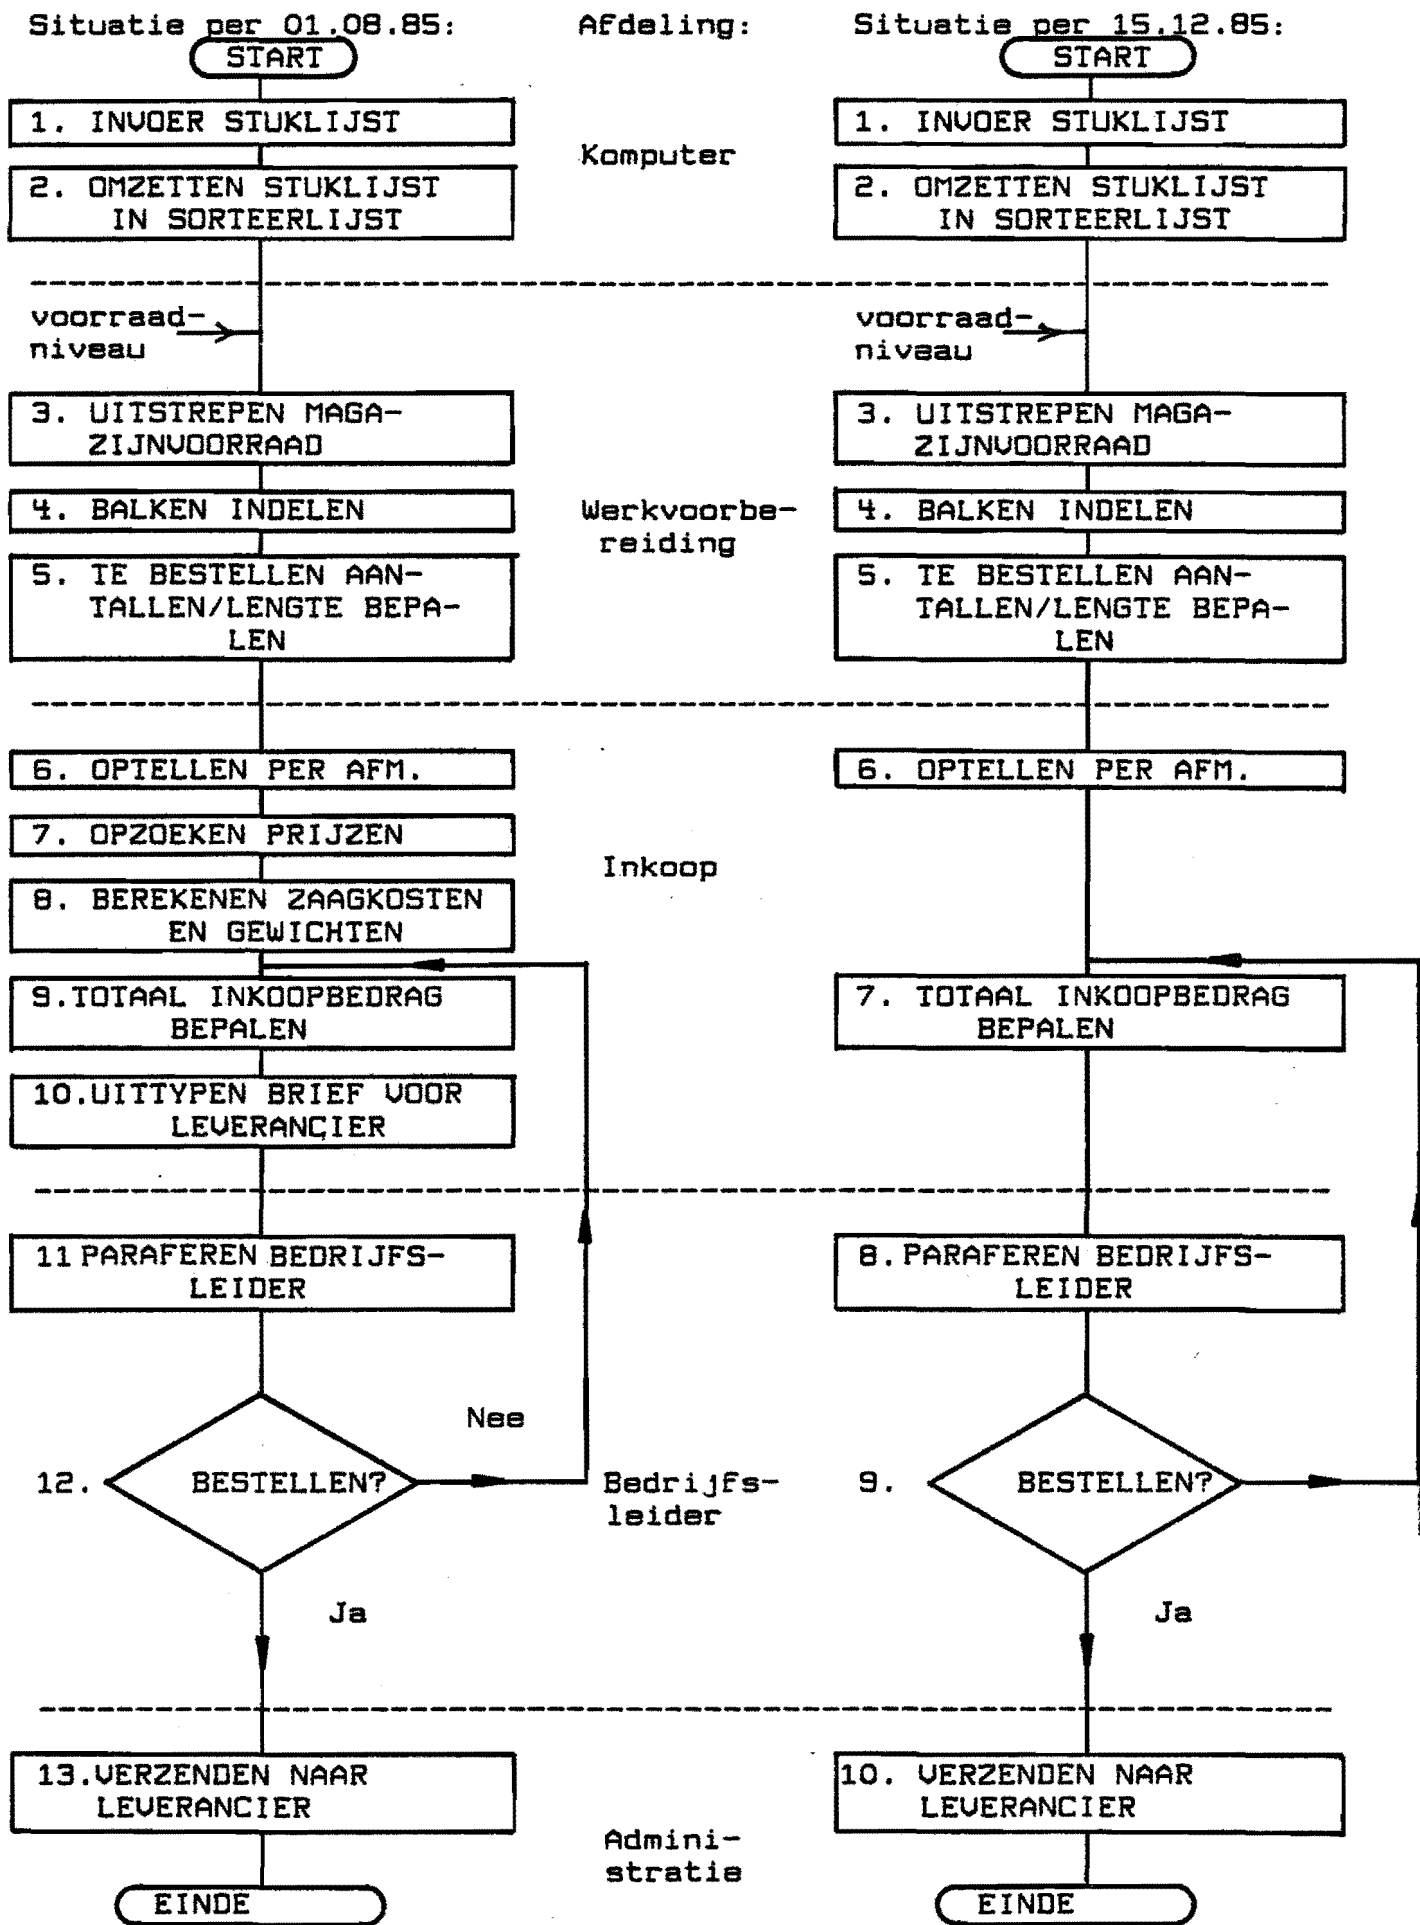 Situatie per 01.08.85:
START
1. INVOER STUKLIJST
2. OMZETTEN STUKLIJST
IN SORTEERLIJST
voorraad-
niveau
3. UITSTREPEN MAGA-
ZIJNVOORRAAD
4. BALKEN INDELEN
5. TE BESTELLEN AAN-
TALLEN/LENGTE BEPA-
LEN
6. OPTELLEN PER AFM.
7. OPZOEKEN PRIJZEN
8. BEREKENEN ZAAGKOSTEN
EN GEWICHTEN
9.TOTAAL INKOOPBEDRAG
BEPALEN
10.UITTYPEN BRIEF VOOR
LEVERANCIER
11 PARAFEREN BEDRIJFS-
LEIDER
Nee
12. BESTELLEN?
Ja
13.VERZENDEN NAAR
LEVERANCIER
EINDE
Afdeling:
Komputer
Werkvoorbe-
reiding
Inkoop
Bedrijfs-
leider
Admini-
stratie
Situatie per 15.12.85:
START
1. INVOER STUKLIJST
2. OMZETTEN STUKLIJST
IN SORTEERLIJST
voorraad-
niveau
3. UITSTREPEN MAGA-
ZIJNVOORRAAD
4. BALKEN INDELEN
5. TE BESTELLEN AAN-
TALLEN/LENGTE BEPA-
LEN
6. OPTELLEN PER AFM.
7. TOTAAL INKOOPBEDRAG
BEPALEN
8. PARAFEREN BEDRIJFS-
LEIDER
9. BESTELLEN?
Ja
10. VERZENDEN NAAR
LEVERANCIER
EINDE